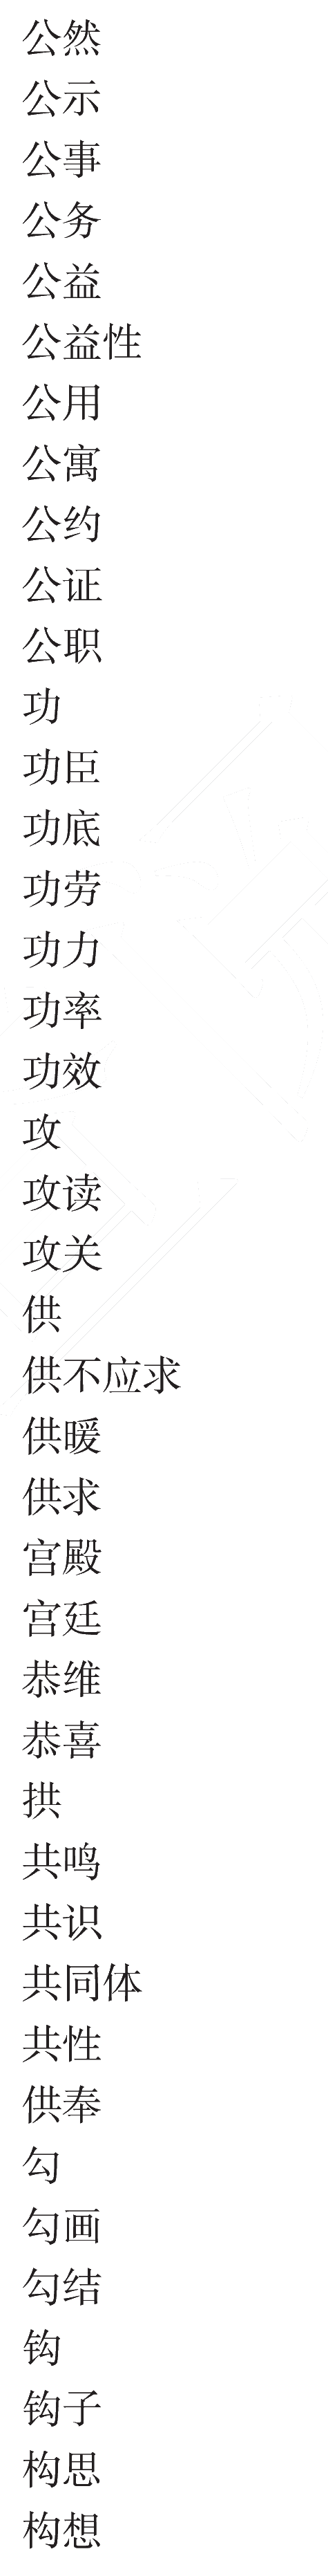 公然
公示
公事
公务
公益
公益性
公用
公寓
公约
公证
公职
功
功臣
功底
功劳
功力
功率
功效
攻
攻读
攻关
供
供不应求
供暖
供求
宫殿
宫廷
恭维
恭喜
拱
共鸣
共识
共同体
共性
供奉
勾
勾画
勾结
钩
钩子
构思
构想